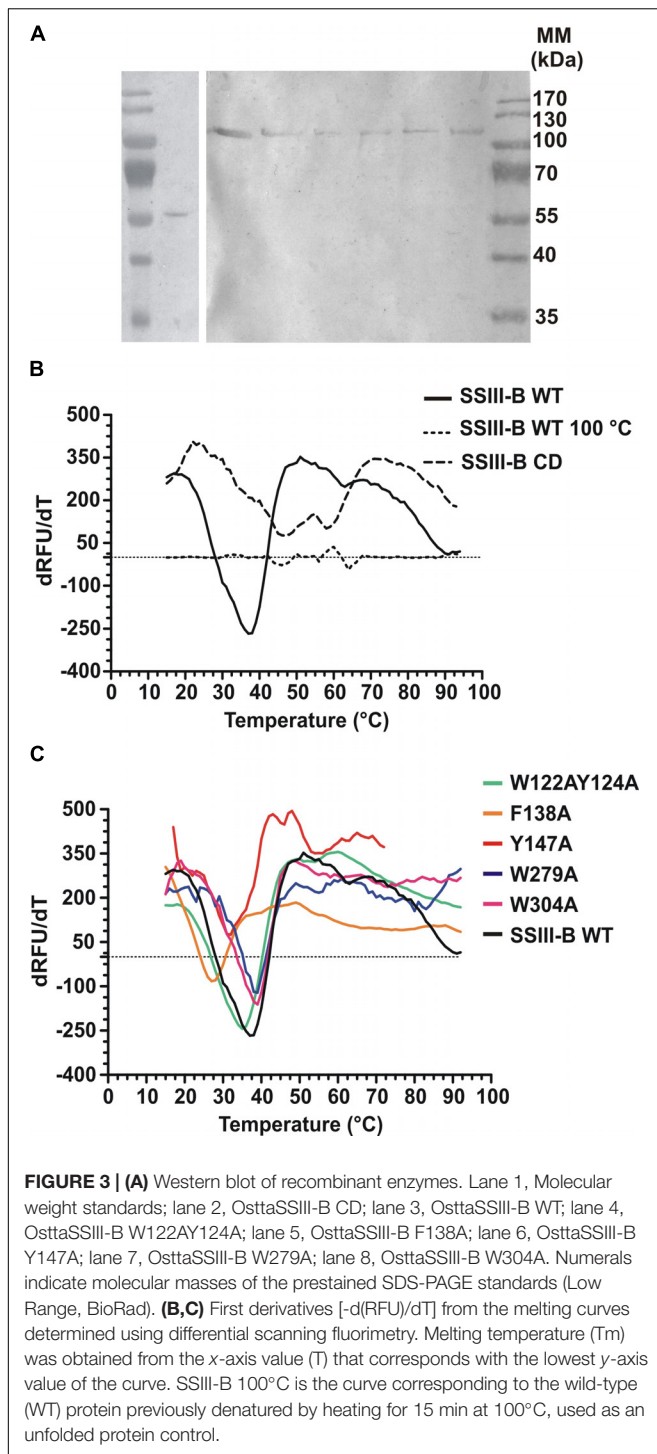 A
MM
(kDa)
170
130
100
70
55
40
35
B
500
350
200
50
-100
-250
-400
dRFU/dT
0 10 20 30 40 50 60 70 80 90 100
Temperature (°C)
SSIII-B WT
SSIII-B WT 100 °C
SSIII-B CD
C
500
350
200
50
-100
-250
-400
dRFU/dT
0 10 20 30 40 50 60 70 80 90 100
Temperature (°C)
W122AY124A
F138A
Y147A
W279A
W304A
SSIII-B WT
FIGURE 3 | (A) Western blot of recombinant enzymes. Lane 1, Molecular
weight standards; lane 2, OsttaSSIII-B CD; lane 3, OsttaSSIII-B WT; lane 4,
OsttaSSIII-B W122AY124A; lane 5, OsttaSSIII-B F138A; lane 6, OsttaSSIII-B
Y147A; lane 7, OsttaSSIII-B W279A; lane 8, OsttaSSIII-B W304A. Numerals
indicate molecular masses of the prestained SDS-PAGE standards (Low
Range, BioRad). (B,C) First derivatives [-d(RFU)/dT] from the melting curves
determined using differential scanning fluorimetry. Melting temperature (Tm)
was obtained from the x-axis value (T) that corresponds with the lowest y-axis
value of the curve. SSIII-B 100°C is the curve corresponding to the wild-type
(WT) protein previously denatured by heating for 15 min at 100°C, used as an
unfolded protein control.